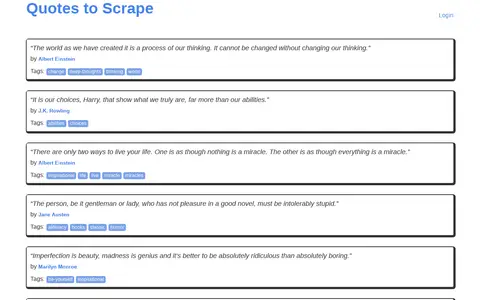 Quotes to Scrape
Login
“The world as we have created it is a process of our thinking. It cannot be changed without changing our thinking.”
by Albert Einstein
Tags: change deep-thoughts thinking world
“It is our choices, Harry, that show what we truly are, far more than our abilities.”
by J.K. Rowling
Tags: abilities choices
“There are only two ways to live your life. One is as though nothing is a miracle. The other is as though everything is a miracle.”
by Albert Einstein
Tags: inspirational life live miracle miracles
“The person, be it gentleman or lady, who has not pleasure in a good novel, must be intolerably stupid.”
by Jane Austen
Tags: aliteracy books classic humor
“Imperfection is beauty, madness is genius and it's better to be absolutely ridiculous than absolutely boring.”
by Marilyn Monroe
Tags: be-yourself inspirational